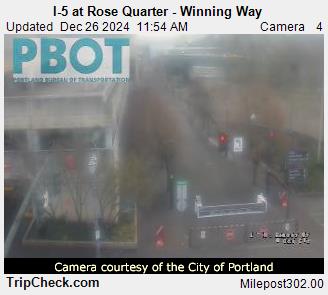 I-5 at Rose Quarter - Winning Way
Updated Dec 26 2024 11:54 AM Camera 4
PBOT
PORTLAND BUREAU OF TRANSPORTATION
Camera courtesy of the City of Portland
TripCheck.com Milepost302.00